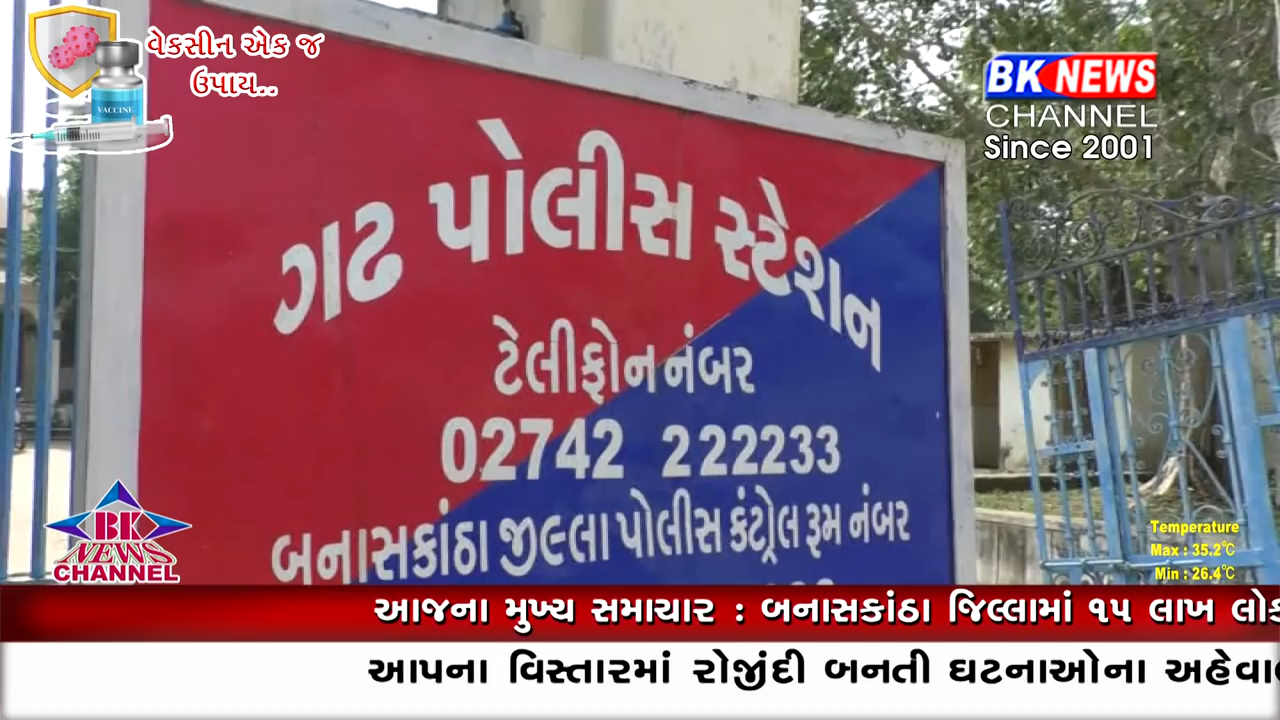 વેકસીન એક જ
ઉપાય..
VACCINE
BK NEWS
CHANNEL
Since 2001
ગઢ પોલીસ સ્ટેશન
ટેલીફોન નંબર
02742 222233
બનાસકાંઠા જીલ્લા પોલીસ કંટ્રોલ રૂમ નંબર
BK
NEWS
CHANNEL
Temperature
Max : 35.2℃
Min : 26.4℃
આજના મુખ્ય સમાચાર : બનાસકાંઠા જિલ્લામાં ૧૫ લાખ
આપના વિસ્તારમાં રોજીંદી બનતી ઘટનાઓના